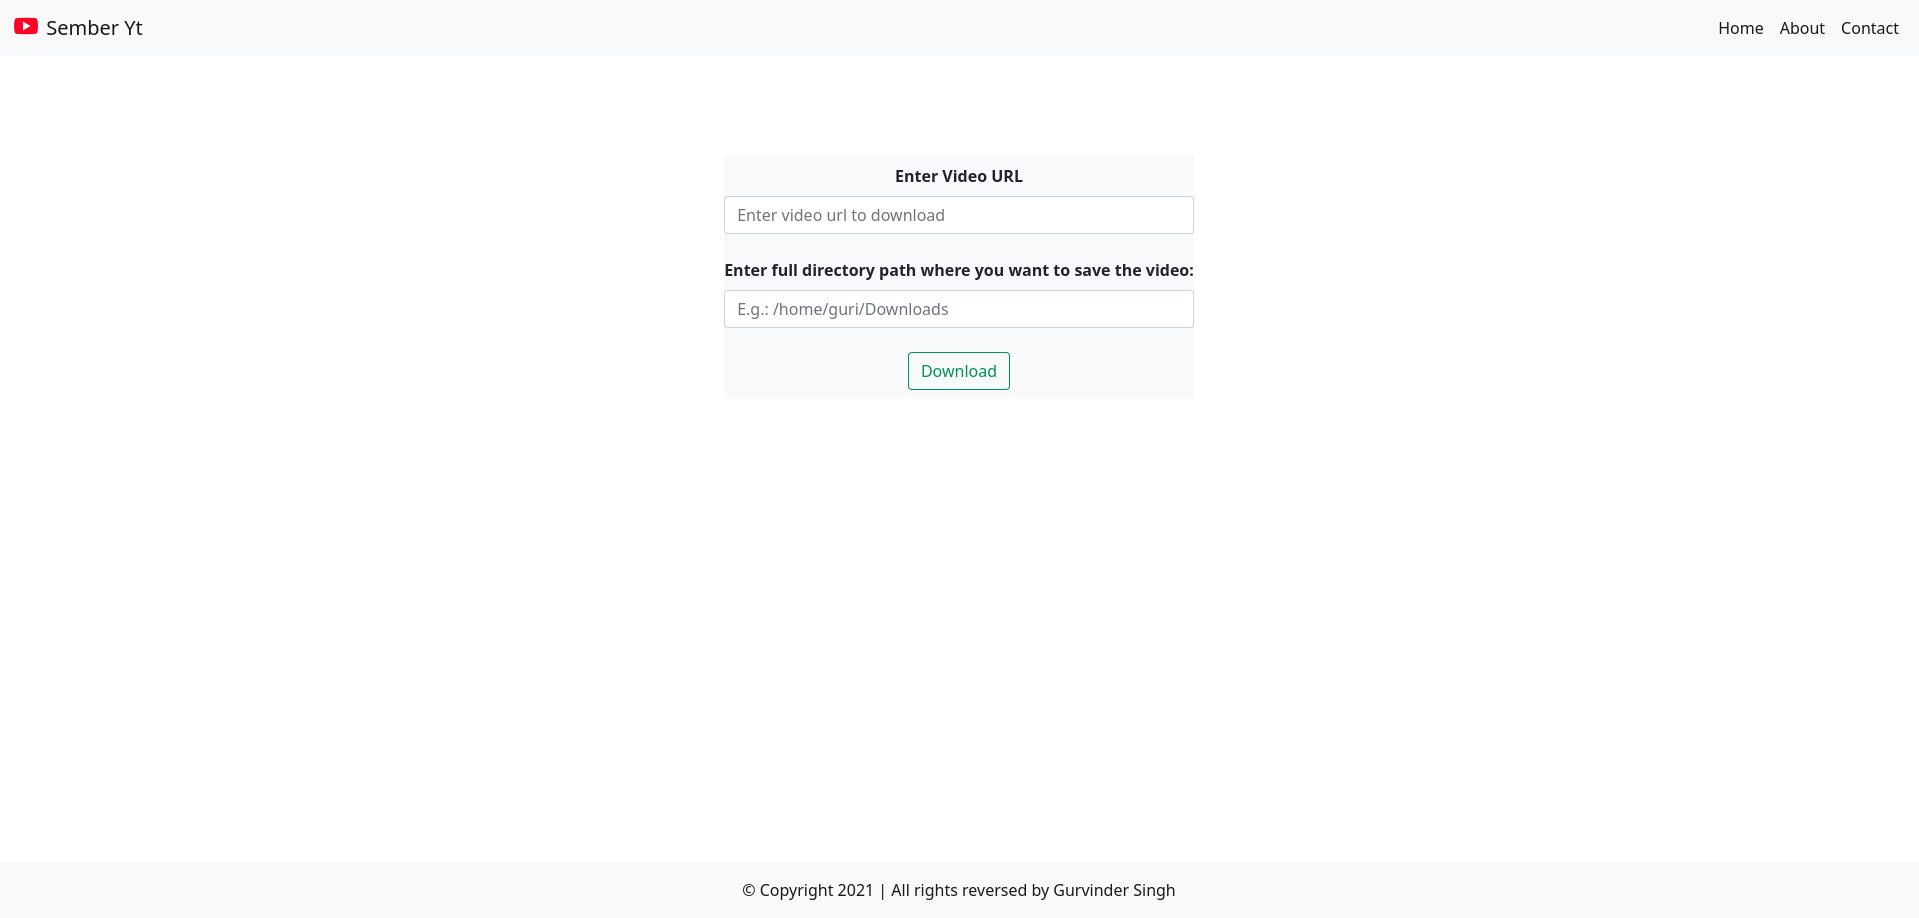 Sember Yt
Home About Contact
Enter Video URL
Enter video url to download
Enter full directory path where you want to save the video:
E.g.: /home/guri/Downloads
Download
© Copyright 2021 | All rights reversed by Gurvinder Singh